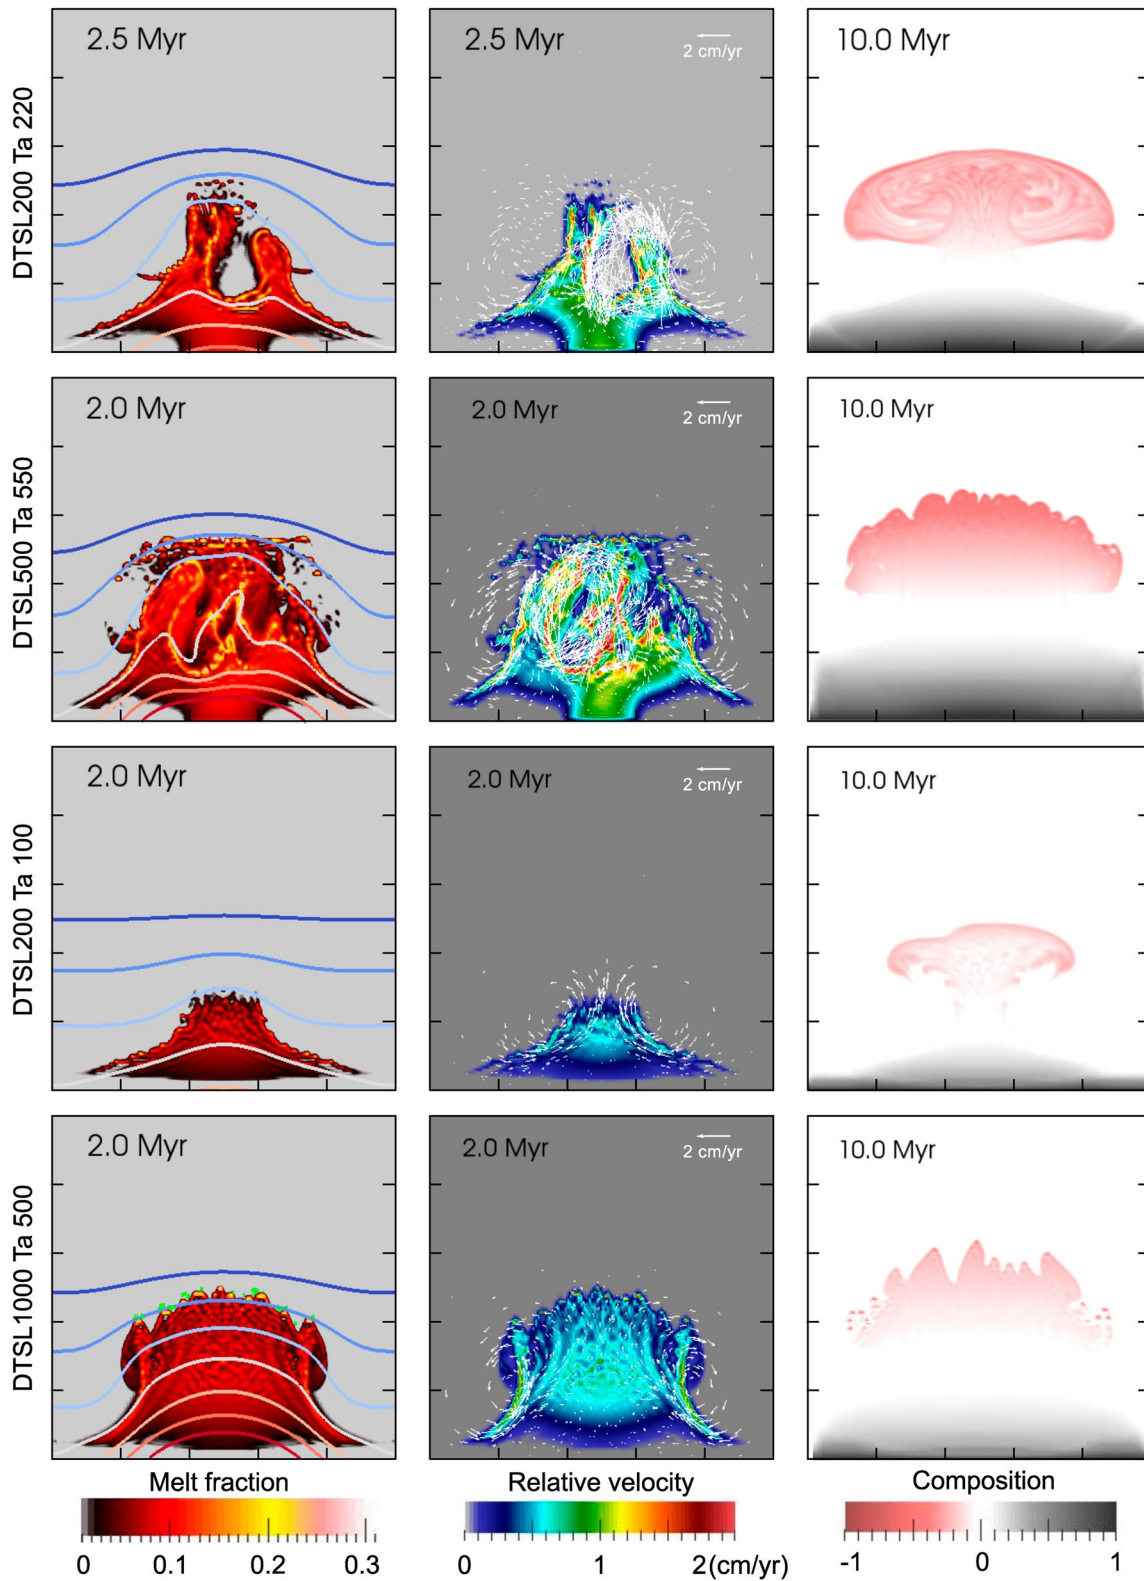 DTSL200 Ta 220
2.5 Myr
2.5 Myr
2 cm/yr
10.0 Myr
DTSL500 Ta 550
2.0 Myr
2.0 Myr
2 cm/yr
10.0 Myr
DTSL200 Ta 100
2.0 Myr
2.0 Myr
2 cm/yr
10.0 Myr
DTSL1000 Ta 500
2.0 Myr
2.0 Myr
2 cm/yr
10.0 Myr
Melt fraction
0 0.1 0.2 0.3
Relative velocity
0 1 2(cm/yr)
Composition
-1 0 1